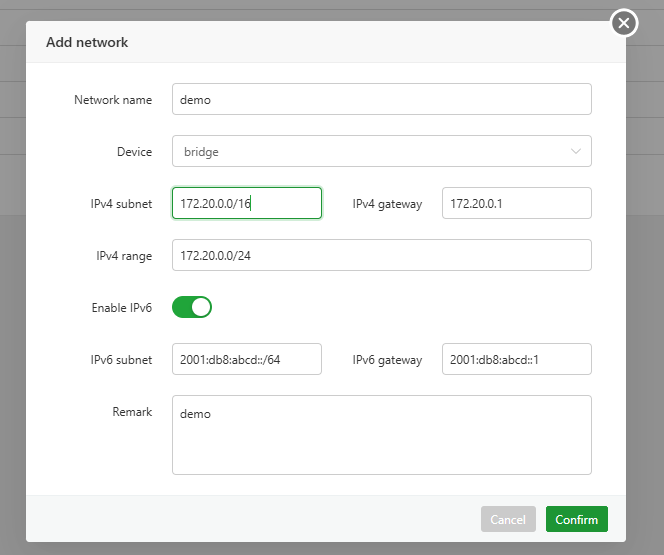 Add network
Network name demo
Device bridge
IPv4 subnet 172.20.0.0/16 IPv4 gateway 172.20.0.1
IPv4 range 172.20.0.0/24
Enable IPv6
IPv6 subnet 2001:db8:abcd::/64 IPv6 gateway 2001:db8:abcd::1
Remark demo
Cancel Confirm